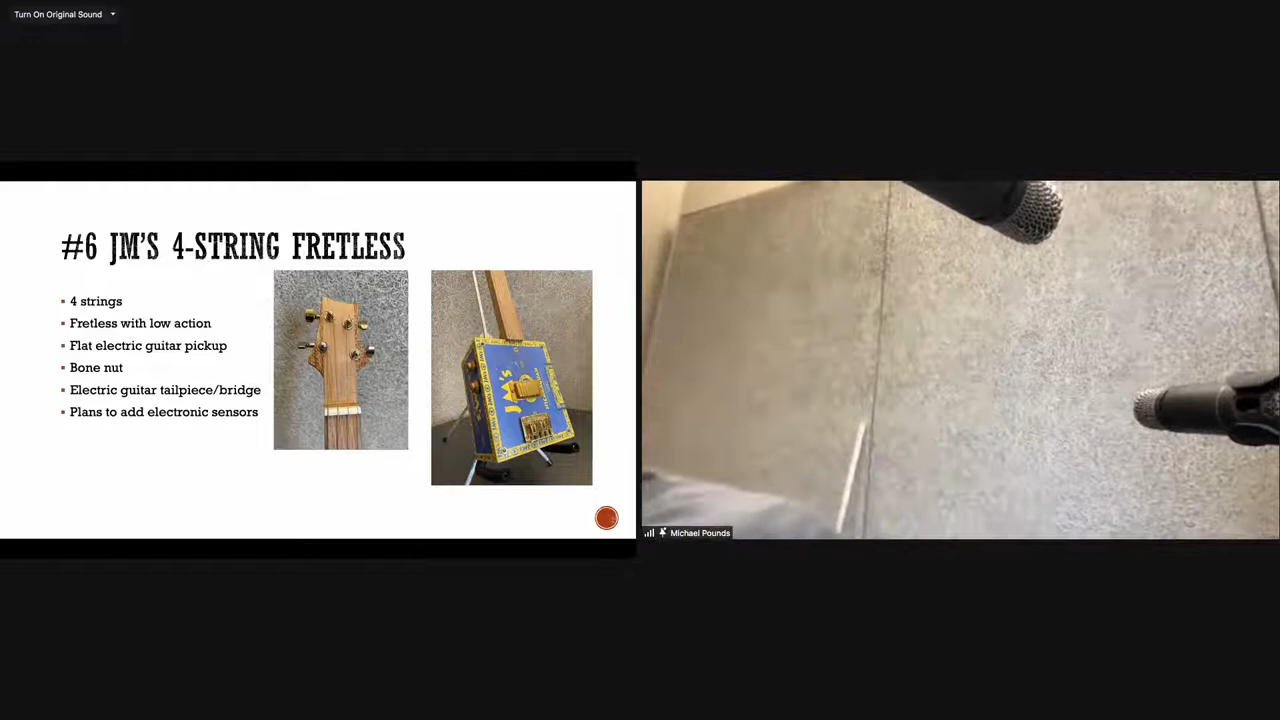 Turn On Original Sound
#6 JM'S 4-STRING FRETLESS
▪ 4 strings
▪ Fretless with low action
▪ Flat electric guitar pickup
▪ Bone nut
▪ Electric guitar tailpiece/bridge
▪ Plans to add electronic sensors
JM's
Michael Pounds